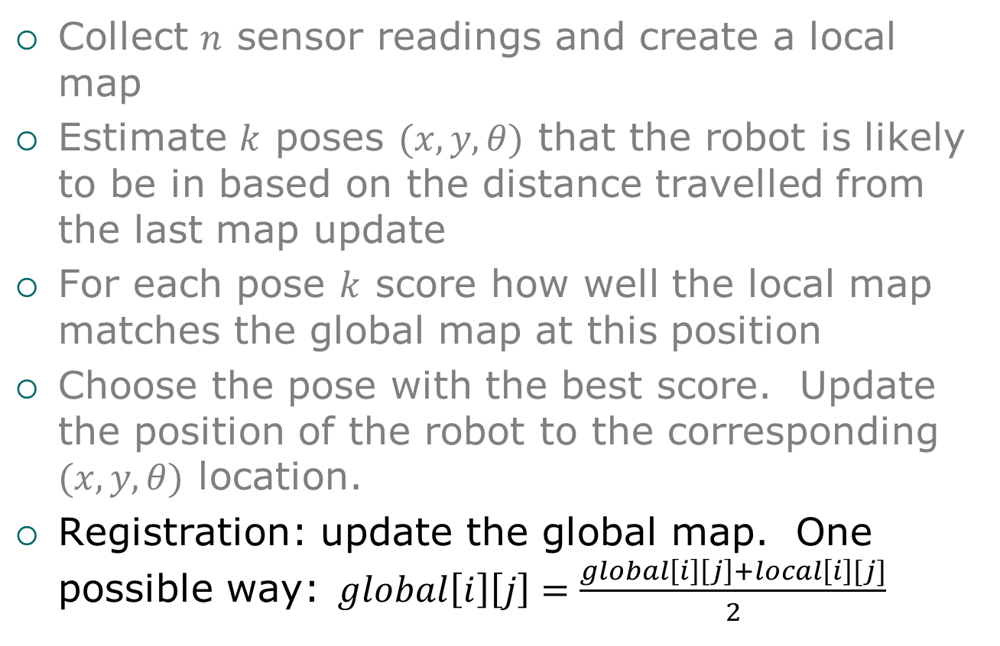 ○ Collect 𝑛 sensor readings and create a local
map
○ Estimate 𝑘 poses (𝑥, 𝑦, 𝜃) that the robot is likely
to be in based on the distance travelled from
the last map update
○ For each pose 𝑘 score how well the local map
matches the global map at this position
○ Choose the pose with the best score.  Update
the position of the robot to the corresponding
(𝑥, 𝑦, 𝜃) location.
○ Registration: update the global map.  One
possible way: 𝑔𝑙𝑜𝑏𝑎𝑙[𝑖][𝑗] = \frac{𝑔𝑙𝑜𝑏𝑎𝑙[𝑖][𝑗]+𝑙𝑜𝑐𝑎𝑙[𝑖][𝑗]}{2}